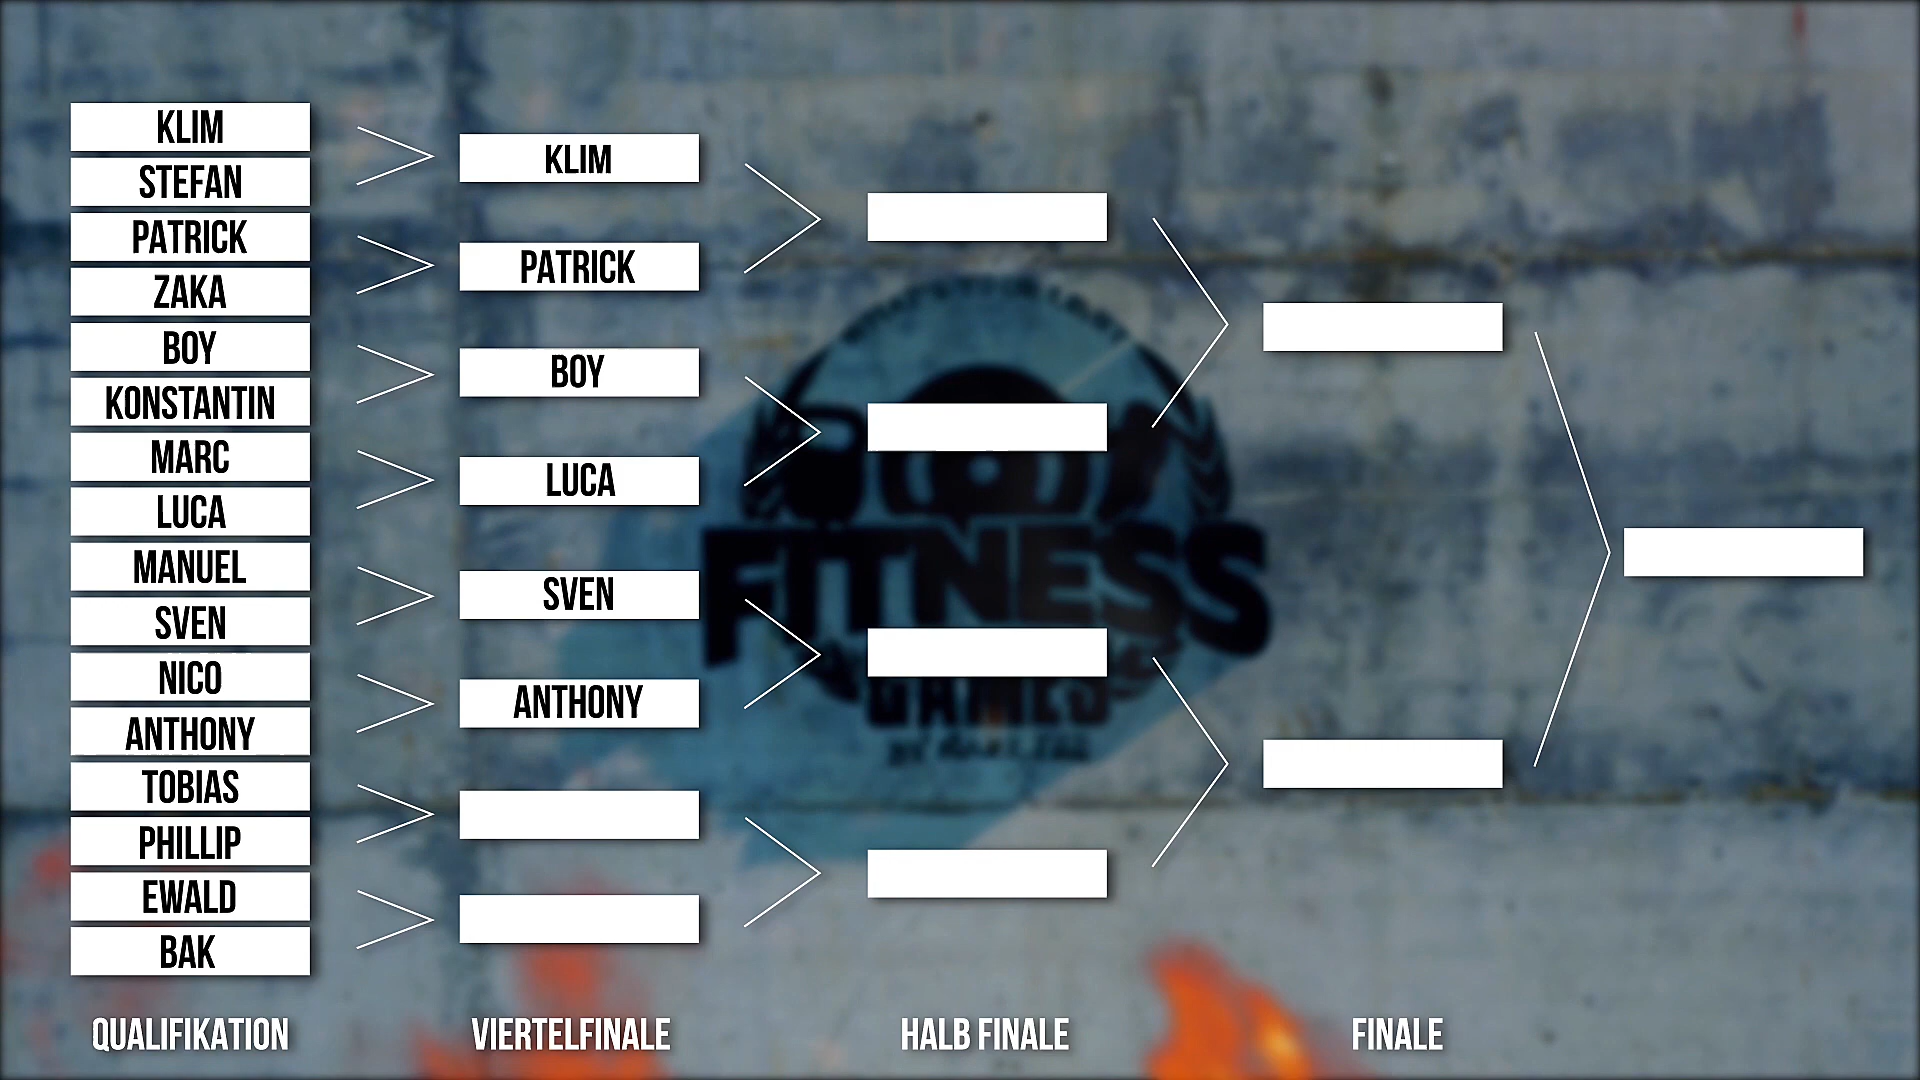 KLIM
STEFAN
PATRICK
ZAKA
BOY
KONSTANTIN
MARC
LUCA
MANUEL
SVEN
NICO
ANTHONY
TOBIAS
PHILLIP
EWALD
BAK
QUALIFIKATION
KLIM
PATRICK
BOY
LUCA
SVEN
ANTHONY
VIERTELFINALE
HALB FINALE
FINALE
FITNESS
GAMES